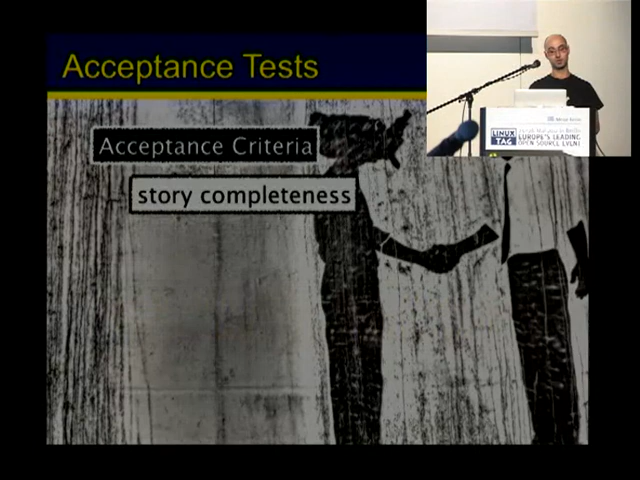 Acceptance Tests
Acceptance Criteria
story completeness
LINUX
TAG
EUROPE'S LEADING
OPEN SOURCE EVENT